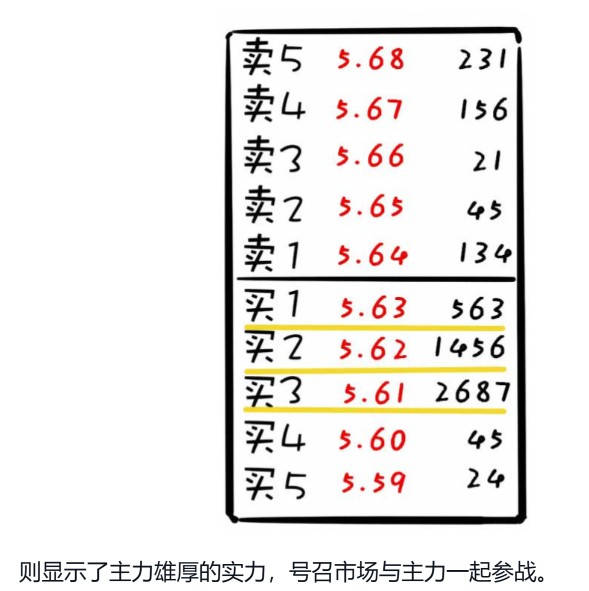 卖5 5.68 231
卖4 5.67 156
卖3 5.66 21
卖2 5.65 45
卖1 5.64 134
买1 5.63 563
买2 5.62 1456
买3 5.61 2687
买4 5.60 45
买5 5.59 24
则显示了主力雄厚的实力，号召市场与主力一起参战。